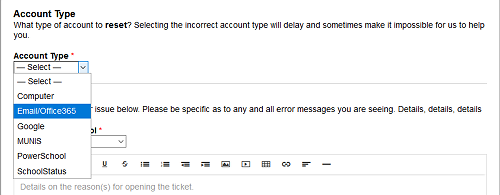 Account Type
What type of account to reset? Selecting the incorrect account type will delay and sometimes make it impossible for us to help
you.
Account Type *
— Select —
— Select —
Computer
Email/Office365
Google
MUNIS
PowerSchool
SchoolStatus
issue below. Please be specific as to any and all error messages you are seeing. Details, details, details
*
Details on the reason(s) for opening the ticket.